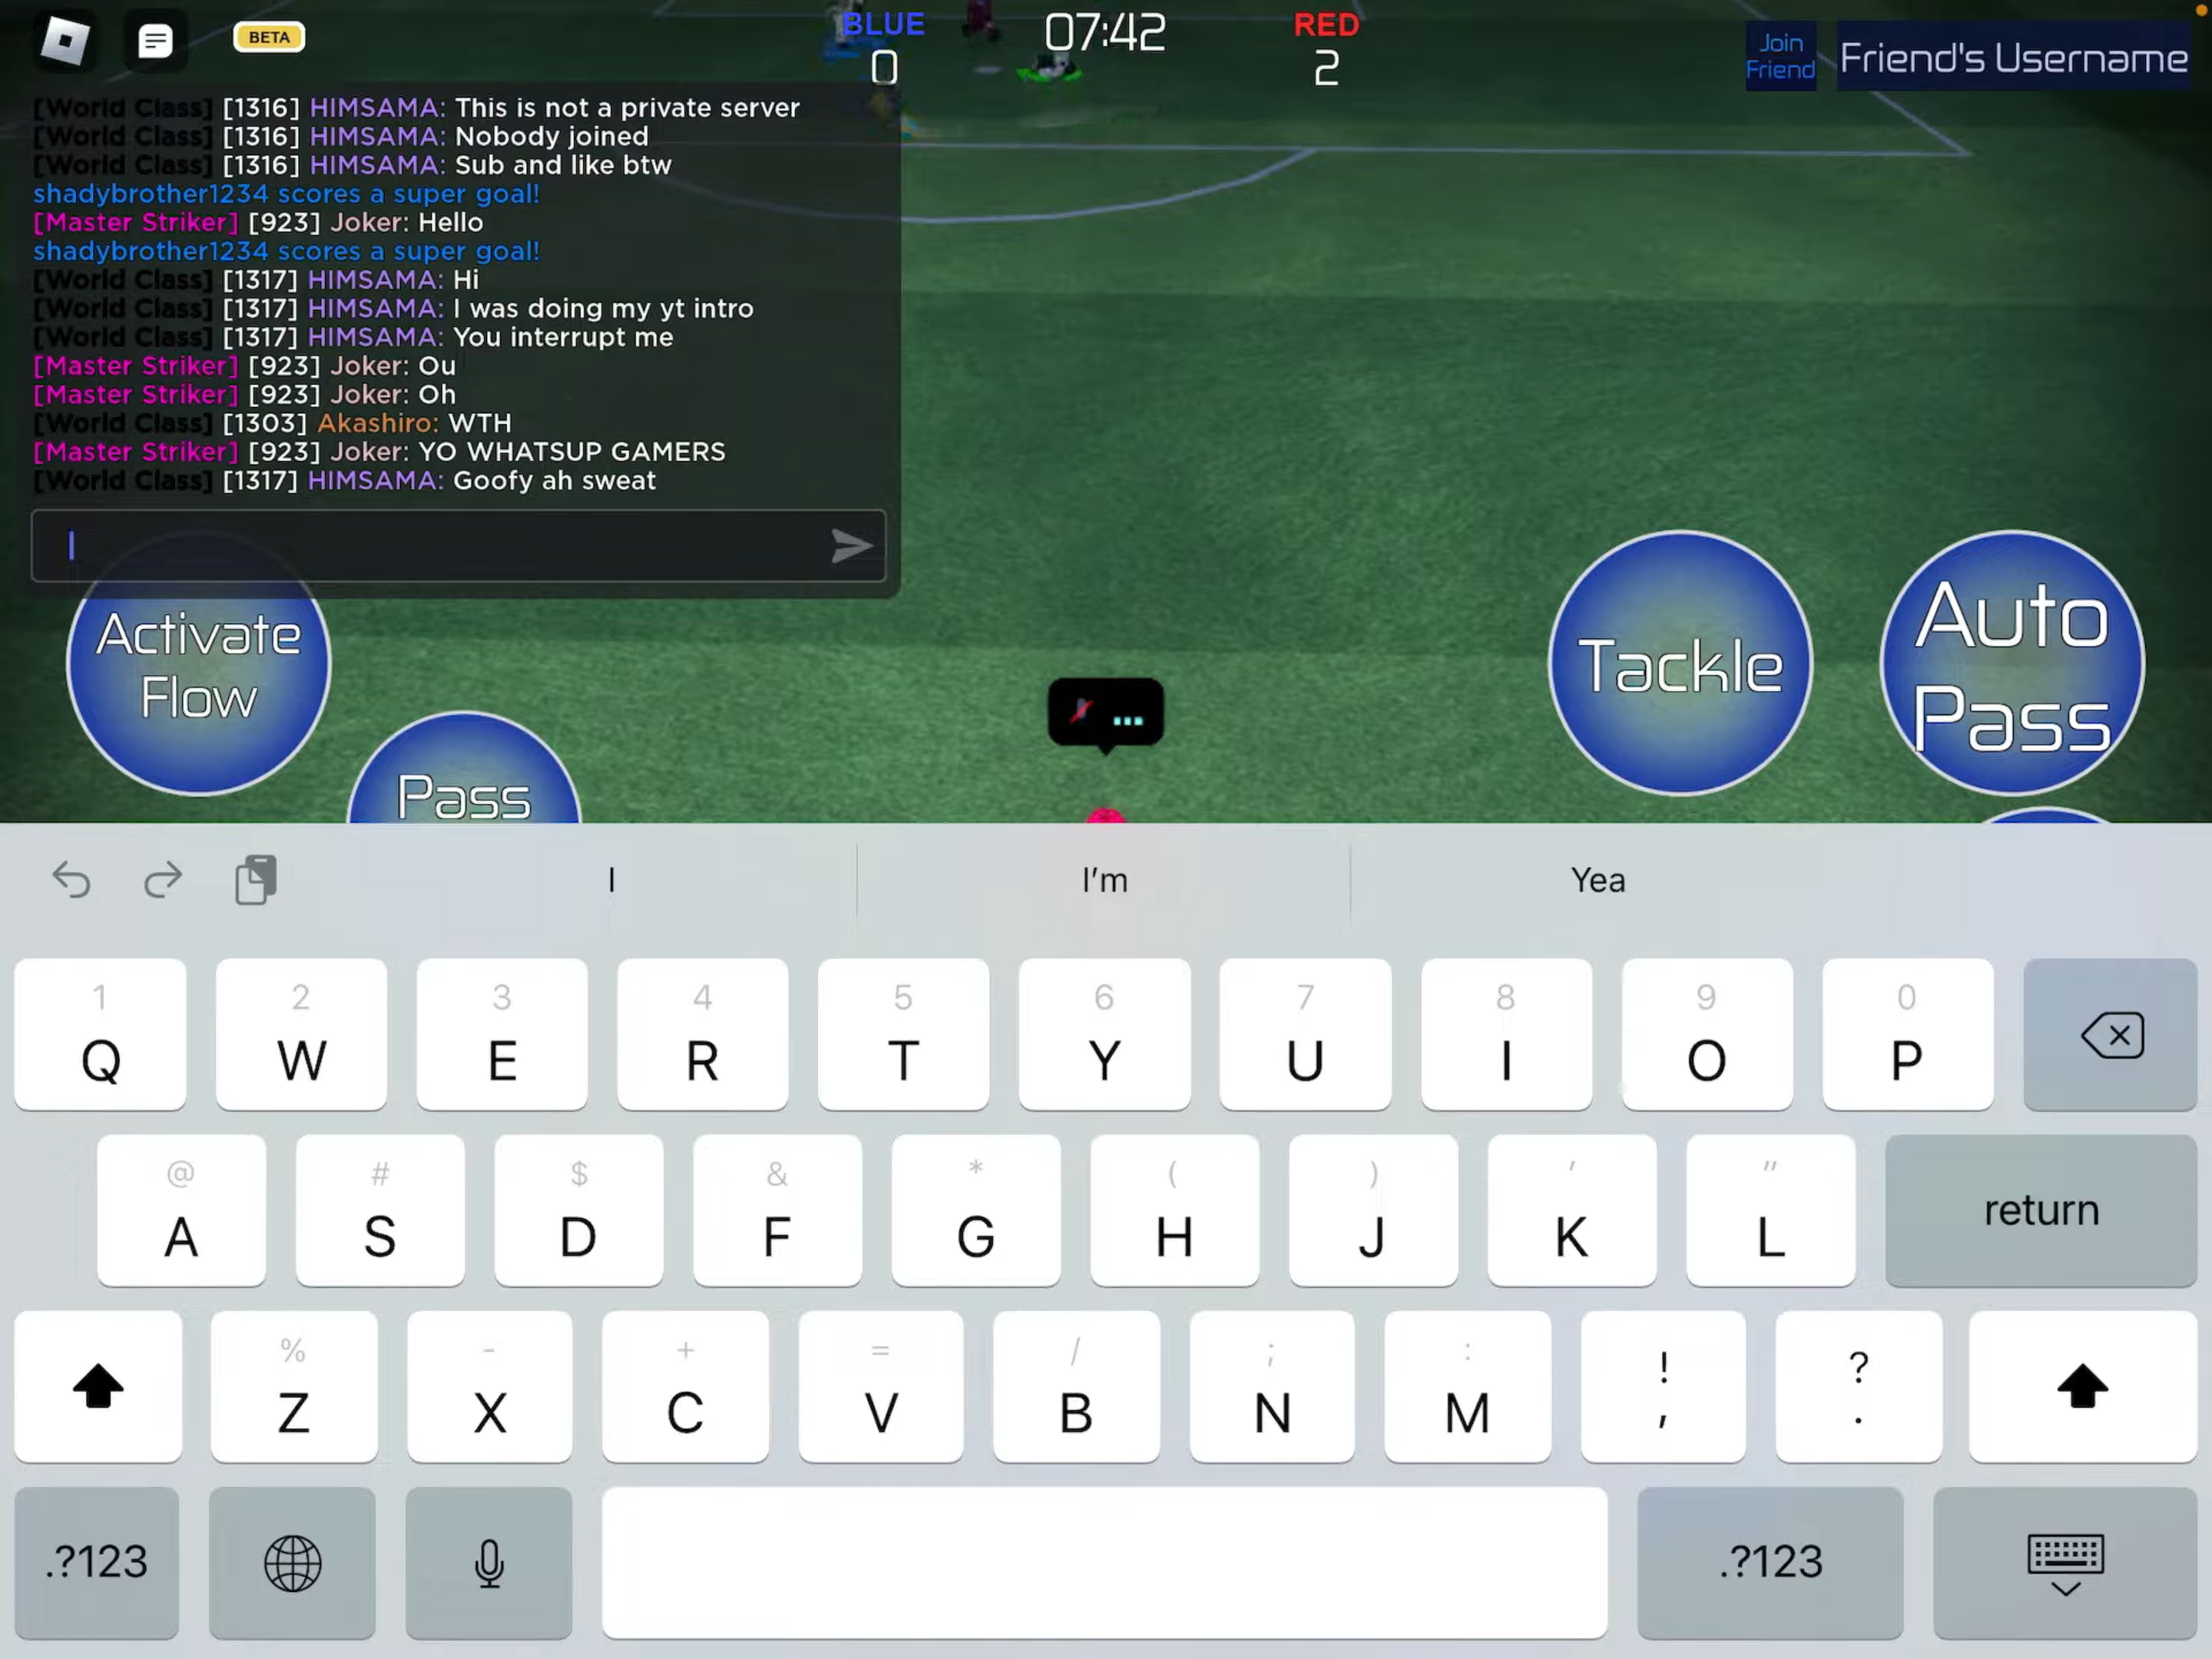 BETA
BLUE
0
07:42
RED
2
Join
Friend
Friend's Username
[World Class] [1316] HIMSAMA: This is not a private server
[World Class] [1316] HIMSAMA: Nobody joined
[World Class] [1316] HIMSAMA: Sub and like btw
shadybrother1234 scores a super goal!
[Master Striker] [923] Joker: Hello
shadybrother1234 scores a super goal!
[World Class] [1317] HIMSAMA: Hi
[World Class] [1317] HIMSAMA: I was doing my yt intro
[World Class] [1317] HIMSAMA: You interrupt me
[Master Striker] [923] Joker: Ou
[Master Striker] [923] Joker: Oh
[World Class] [1303] Akashiro: WTH
[Master Striker] [923] Joker: YO WHATSUP GAMERS
[World Class] [1317] HIMSAMA: Goofy ah sweat
Activate
Flow
Pass
Tackle
Auto
Pass
...
I I'm Yea
1 2 3 4 5 6 7 8 9 0
Q W E R T Y U I O P
@ # $ & * ( ) ' "
A S D F G H J K L return
% - + = / ; : ! ?
Z X C V B N M , .
.?123 .?123